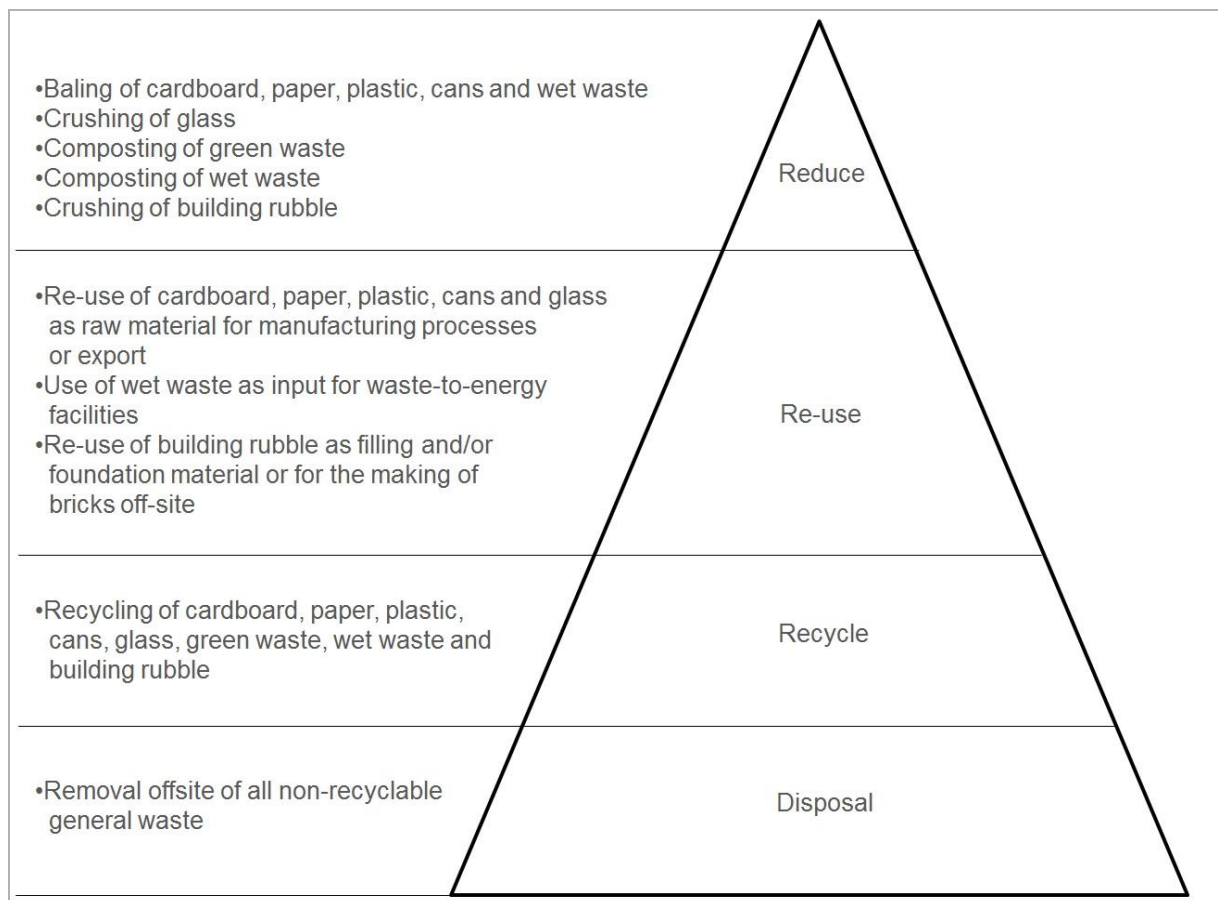 •Baling of cardboard, paper, plastic, cans and wet waste
•Crushing of glass
•Composting of green waste
•Composting of wet waste
•Crushing of building rubble
Reduce
•Re-use of cardboard, paper, plastic, cans and glass
as raw material for manufacturing processes
or export
•Use of wet waste as input for waste-to-energy
facilities
•Re-use of building rubble as filling and/or
foundation material or for the making of
bricks off-site
Re-use
•Recycling of cardboard, paper, plastic,
cans, glass, green waste, wet waste and
building rubble
Recycle
•Removal offsite of all non-recyclable
general waste
Disposal